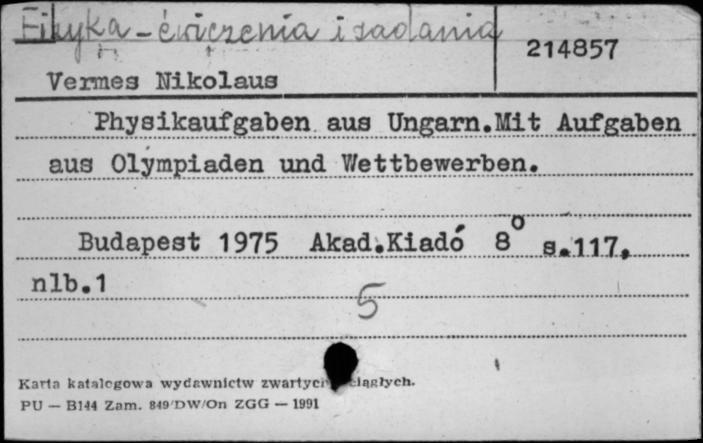 Fizyka - ćwiczenia i zadania
214857
Vermes Nikolaus
Physikaufgaben aus Ungarn.Mit Aufgaben
aus Olympiaden und Wettbewerben.
Budapest 1975 Akad.Kiadó 8° s.117,
nlb.1
5
Karta katalogowa wydawnictw zwartych ciągłych.
PU — B144 Zam. 849/DW/On ZGG — 1991